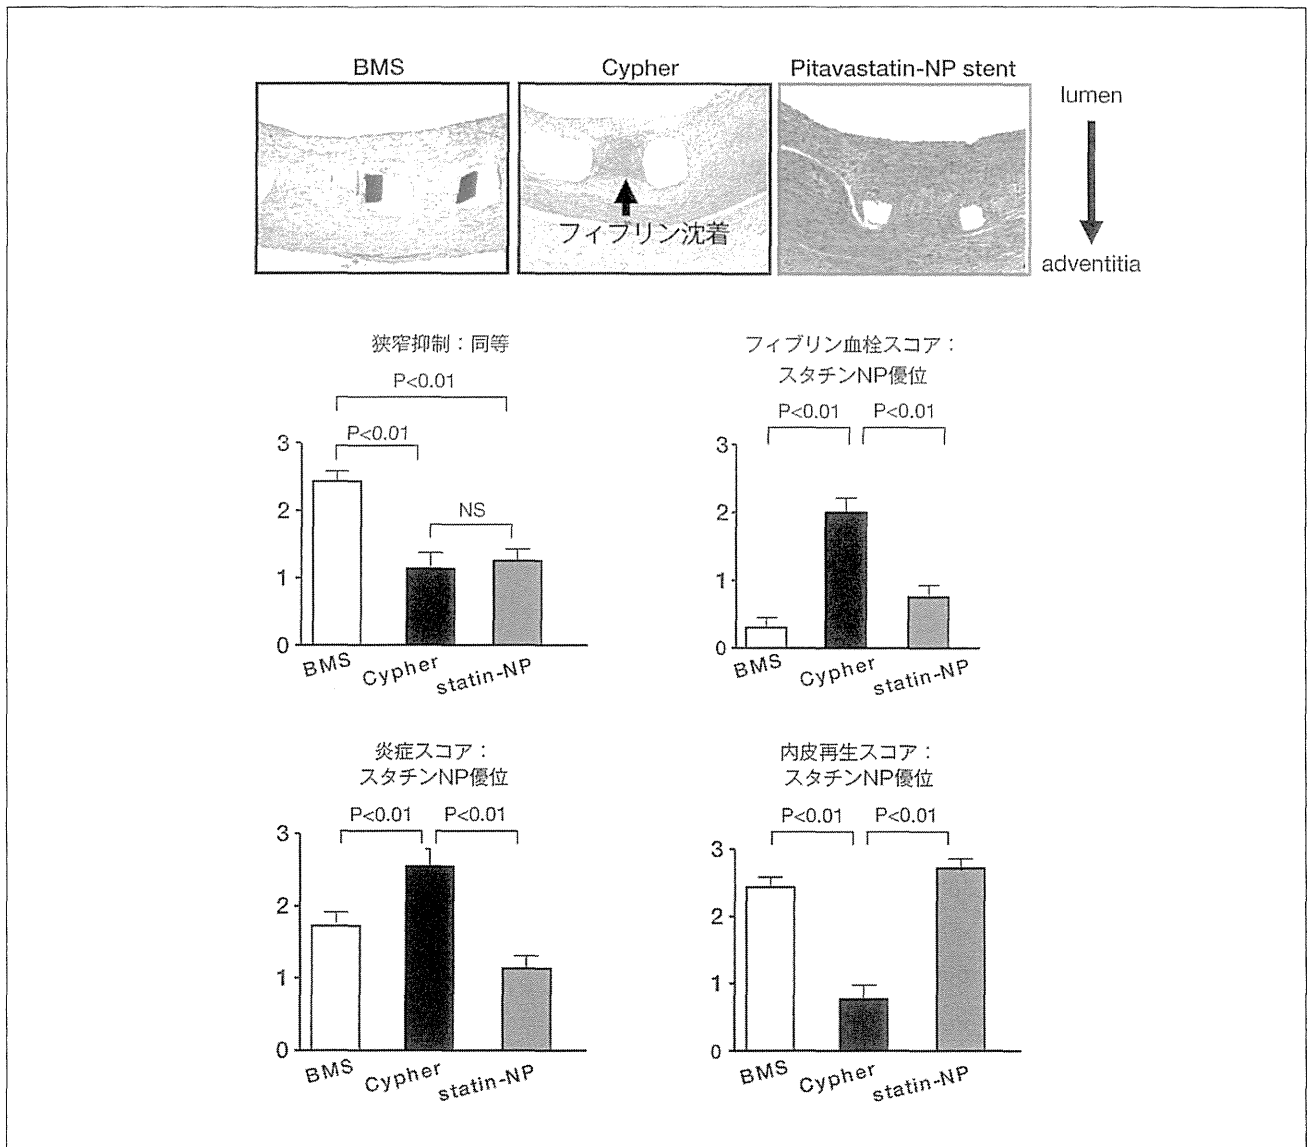 BMS
Cypher
Pitavastatin-NP stent
lumen
フィブリン沈着
adventitia
狭窄抑制：同等
P<0.01
P<0.01
NS
3
2
1
0
BMS
Cypher
statin-NP
フィブリン血栓スコア：
スタチンNP優位
P<0.01
P<0.01
3
2
1
0
BMS
Cypher
statin-NP
炎症スコア：
スタチンNP優位
P<0.01
P<0.01
3
2
1
0
BMS
Cypher
statin-NP
内皮再生スコア：
スタチンNP優位
P<0.01
P<0.01
3
2
1
0
BMS
Cypher
statin-NP